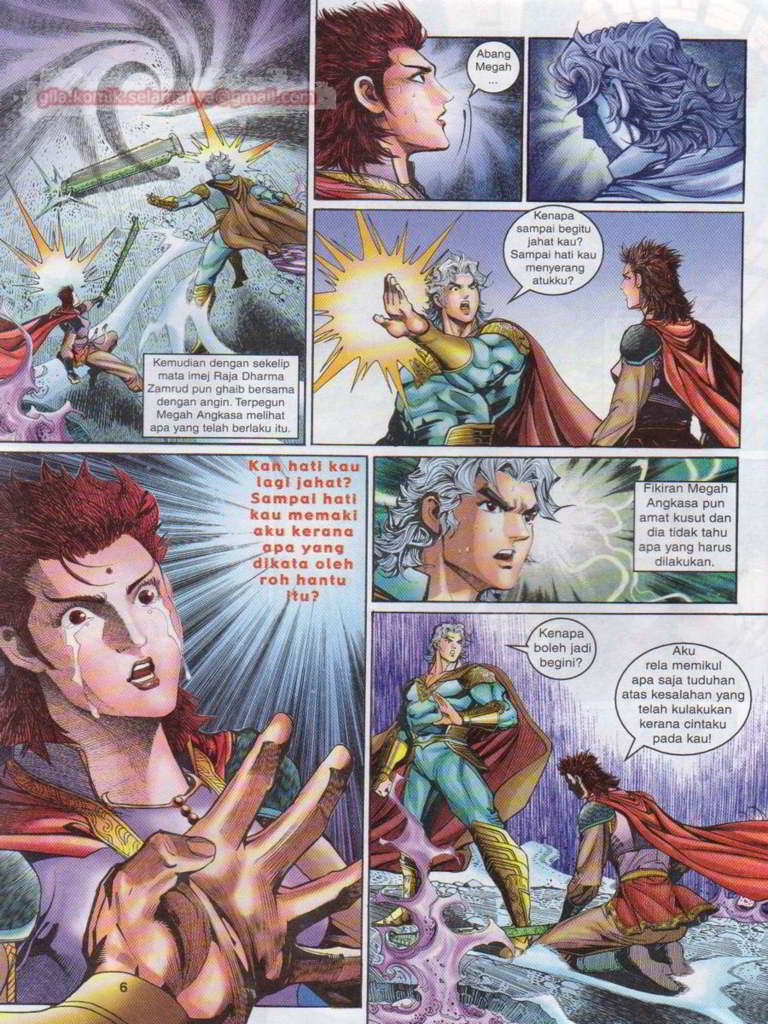 gila.komik.selamanya@gmail.com
Kemudian dengan sekelip
mata imej Raja Dharma
Zamrud pun ghaib bersama
dengan angin. Terpegun
Megah Angkasa melihat
apa yang telah berlaku itu.
Abang
Megah
...
Kenapa
sampai begitu
jahat kau?
Sampai hati kau
menyerang
atukku?
Kan hati kau
lagi jahat?
Sampai hati
kau memaki
aku kerana
apa yang
dikata oleh
roh hantu
itu?
Fikiran Megah
Angkasa pun
amat kusut dan
dia tidak tahu
apa yang harus
dilakukan.
Kenapa
boleh jadi
begini?
Aku
rela memikul
apa saja tuduhan
atas kesalahan yang
telah kulakukan
kerana cintaku
pada kau!
6